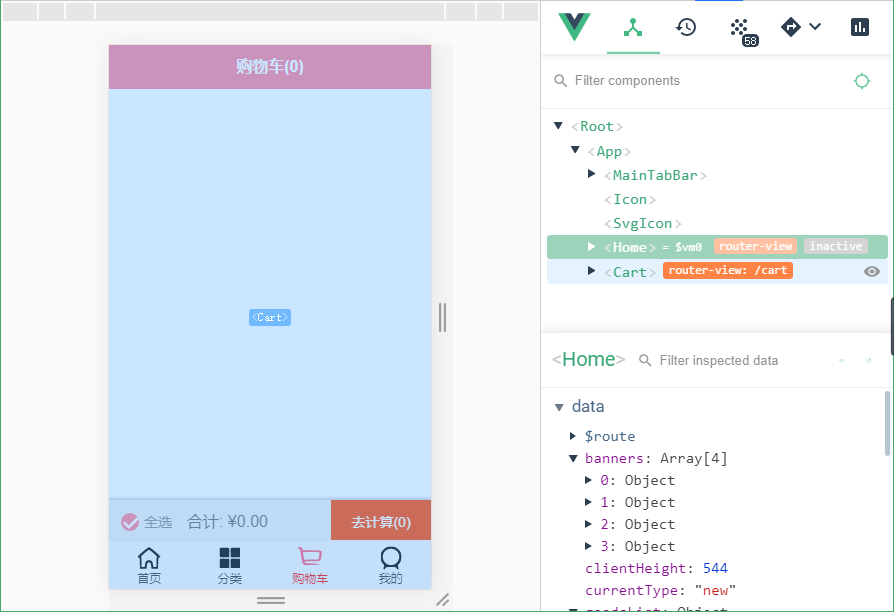 购物车(0)
<Cart>
全选 合计: ¥0.00 去计算(0)
首页 分类 购物车 我的
58
Filter components
<Root>
<App>
<MainTabBar>
<Icon>
<SvgIcon>
<Home> = $vm0 router-view inactive
<Cart> router-view: /cart
<Home> Filter inspected data
data
$route
banners: Array[4]
0: Object
1: Object
2: Object
3: Object
clientHeight: 544
currentType: "new"
goodsList: Object